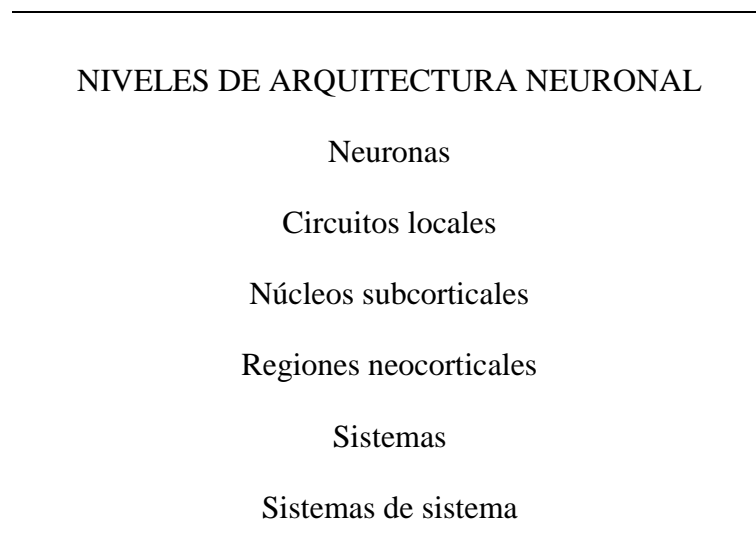 NIVELES DE ARQUITECTURA NEURONAL
Neuronas
Circuitos locales
Núcleos subcorticales
Regiones neocorticales
Sistemas
Sistemas de sistema